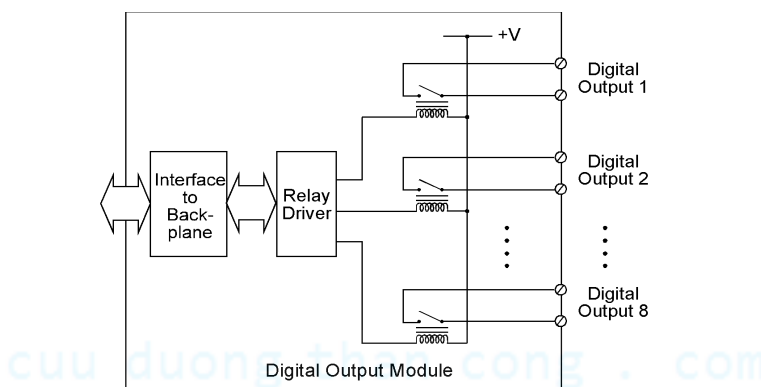 +V
Digital
Output 1
Digital
Output 2
Interface
to
Back-
plane
Relay
Driver
Digital
Output 8
cuu duong than cong . com
Digital Output Module